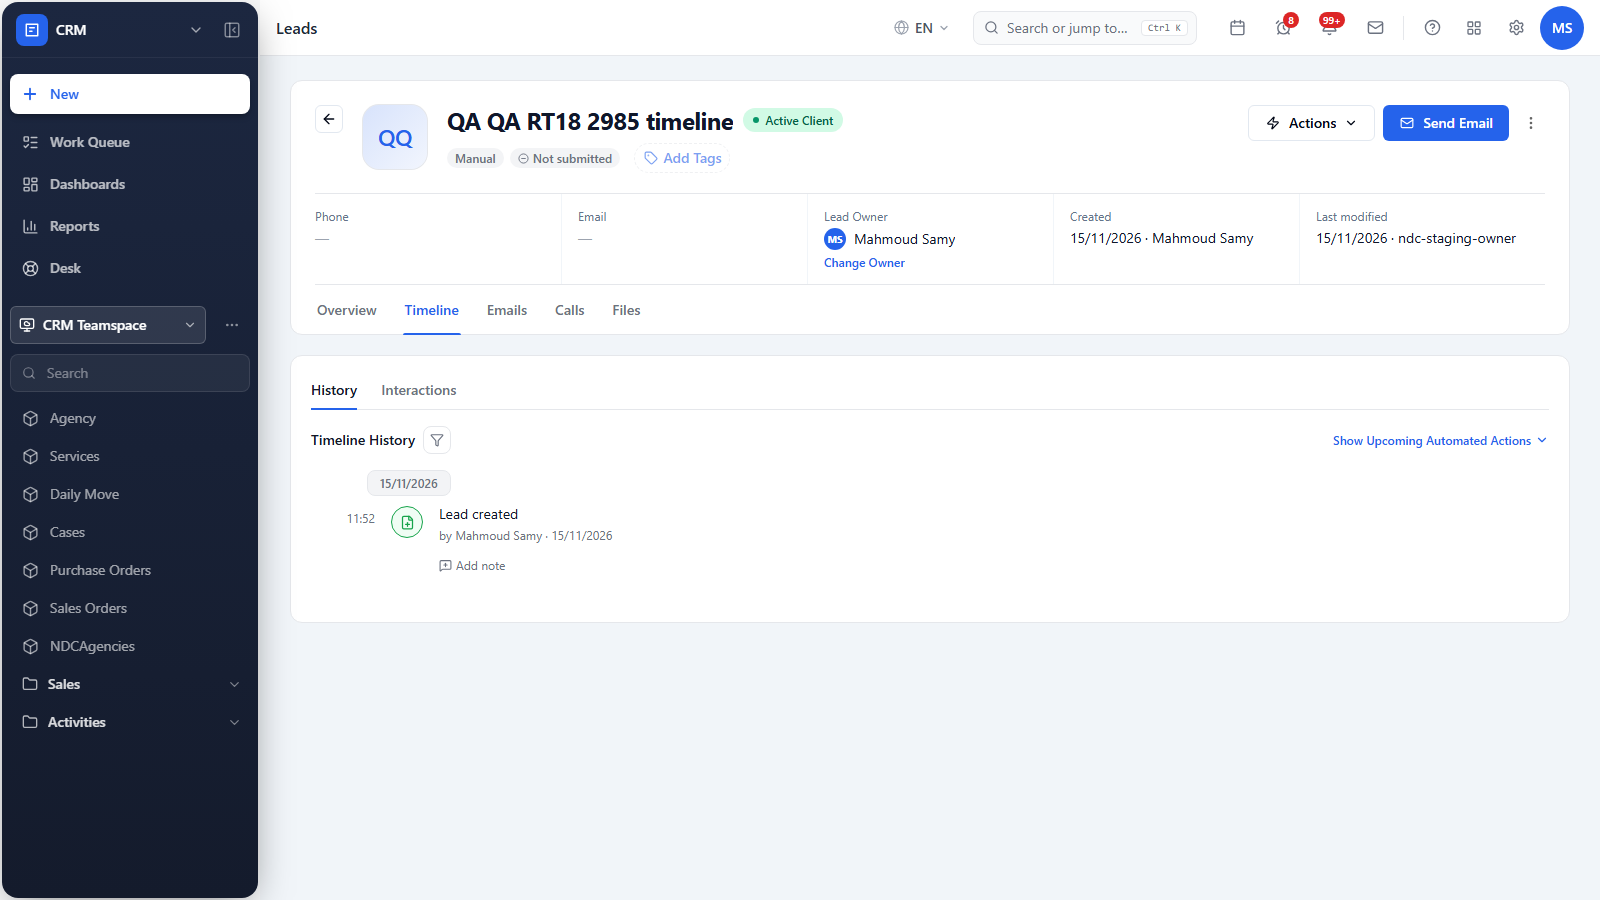 CRM
Leads
EN
Search or jump to...
Ctrl K
8
99+
MS
New
Work Queue
Dashboards
Reports
Desk
CRM Teamspace
Search
Agency
Services
Daily Move
Cases
Purchase Orders
Sales Orders
NDCAgencies
Sales
Activities
QQ
QA QA RT18 2985 timeline
Active Client
Manual
Not submitted
Add Tags
Actions
Send Email
Phone
—
Email
—
Lead Owner
MS Mahmoud Samy
Change Owner
Created
15/11/2026 · Mahmoud Samy
Last modified
15/11/2026 · ndc-staging-owner
Overview
Timeline
Emails
Calls
Files
History
Interactions
Timeline History
Show Upcoming Automated Actions
15/11/2026
11:52
Lead created
by Mahmoud Samy · 15/11/2026
Add note